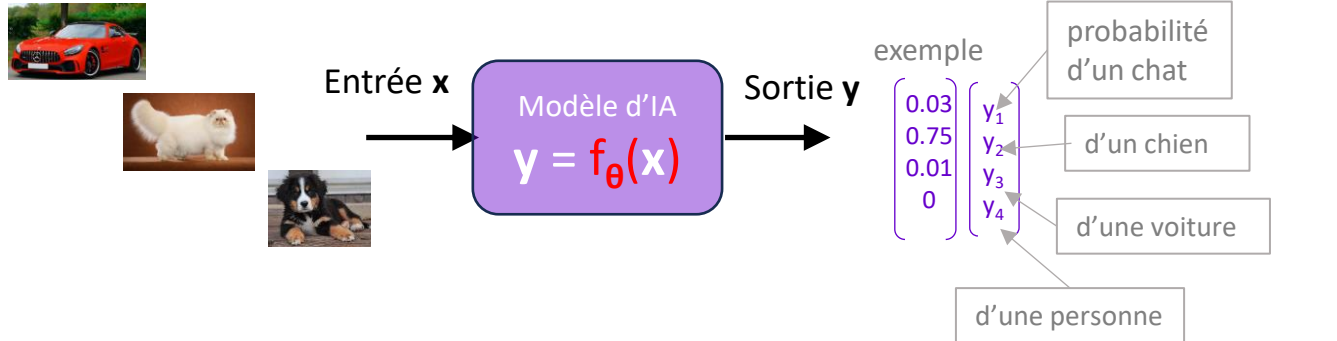 Entrée x
Modèle d'IA
y = fθ(x)
Sortie y
exemple
0.03
0.75
0.01
0
y1
y2
y3
y4
probabilité
d'un chat
d'un chien
d'une voiture
d'une personne